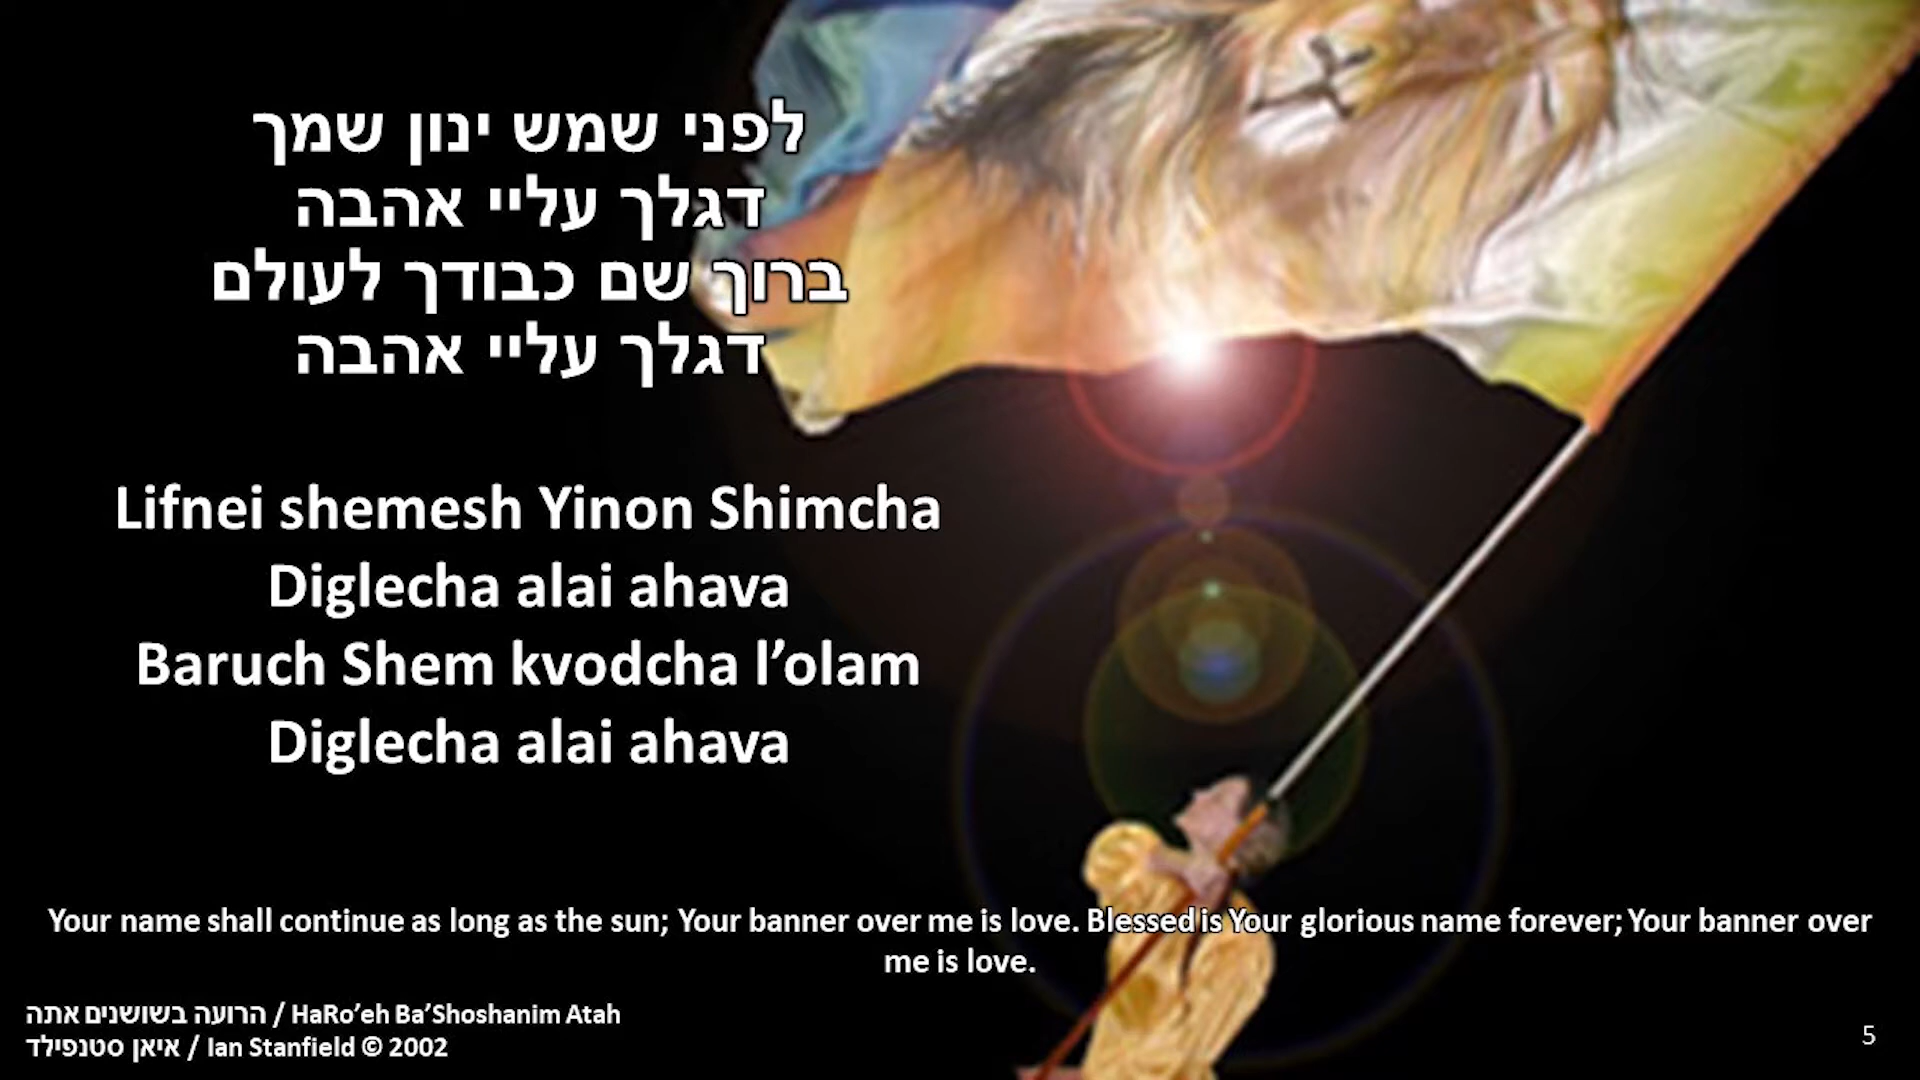 לפני שמש ינון שמך
דגלך עליי אהבה
ברוך שם כבודך לעולם
דגלך עליי אהבה
Lifnei shemesh Yinon Shimcha
Diglecha alai ahava
Baruch Shem kvodcha l’olam
Diglecha alai ahava
Your name shall continue as long as the sun; Your banner over me is love. Blessed is Your glorious name forever; Your banner over
me is love.
הרועה בשושנים אתה / HaRo’eh Ba’Shoshanim Atah
איאן סטנפילד / Ian Stanfield © 2002
5